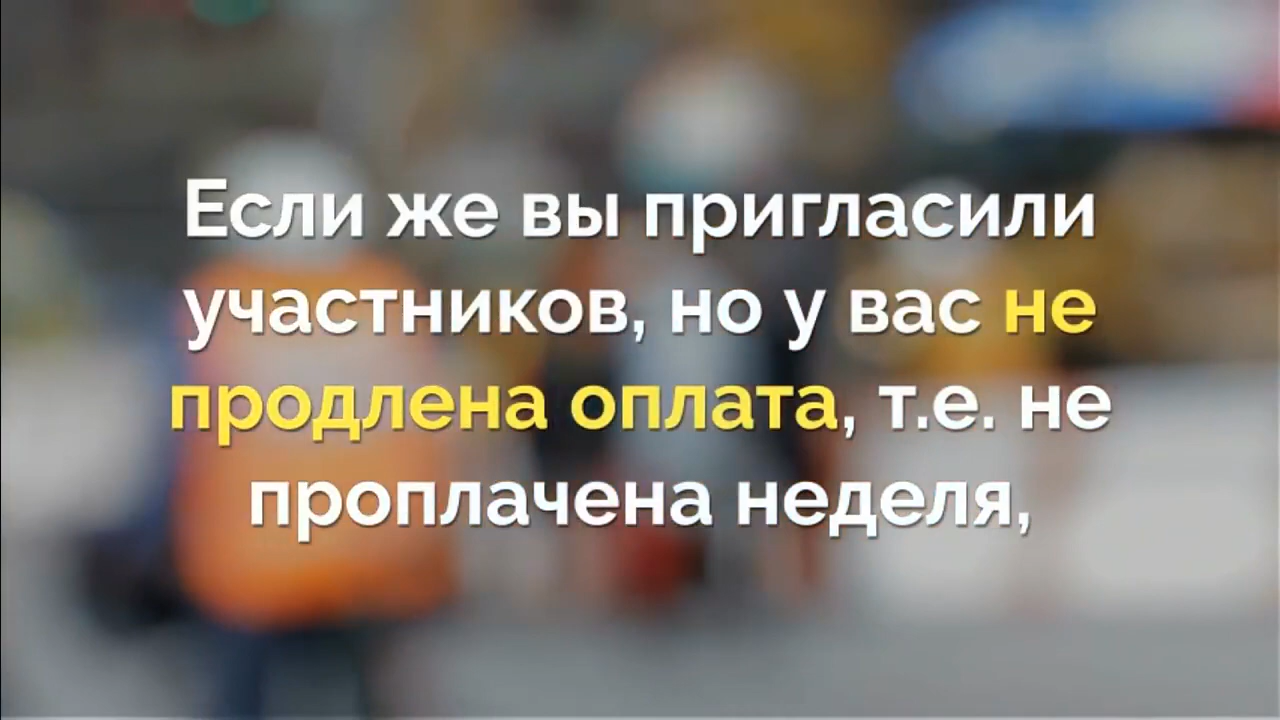 Если же вы пригласили
участников, но у вас не
продлена оплата, т.е. не
проплачена неделя,